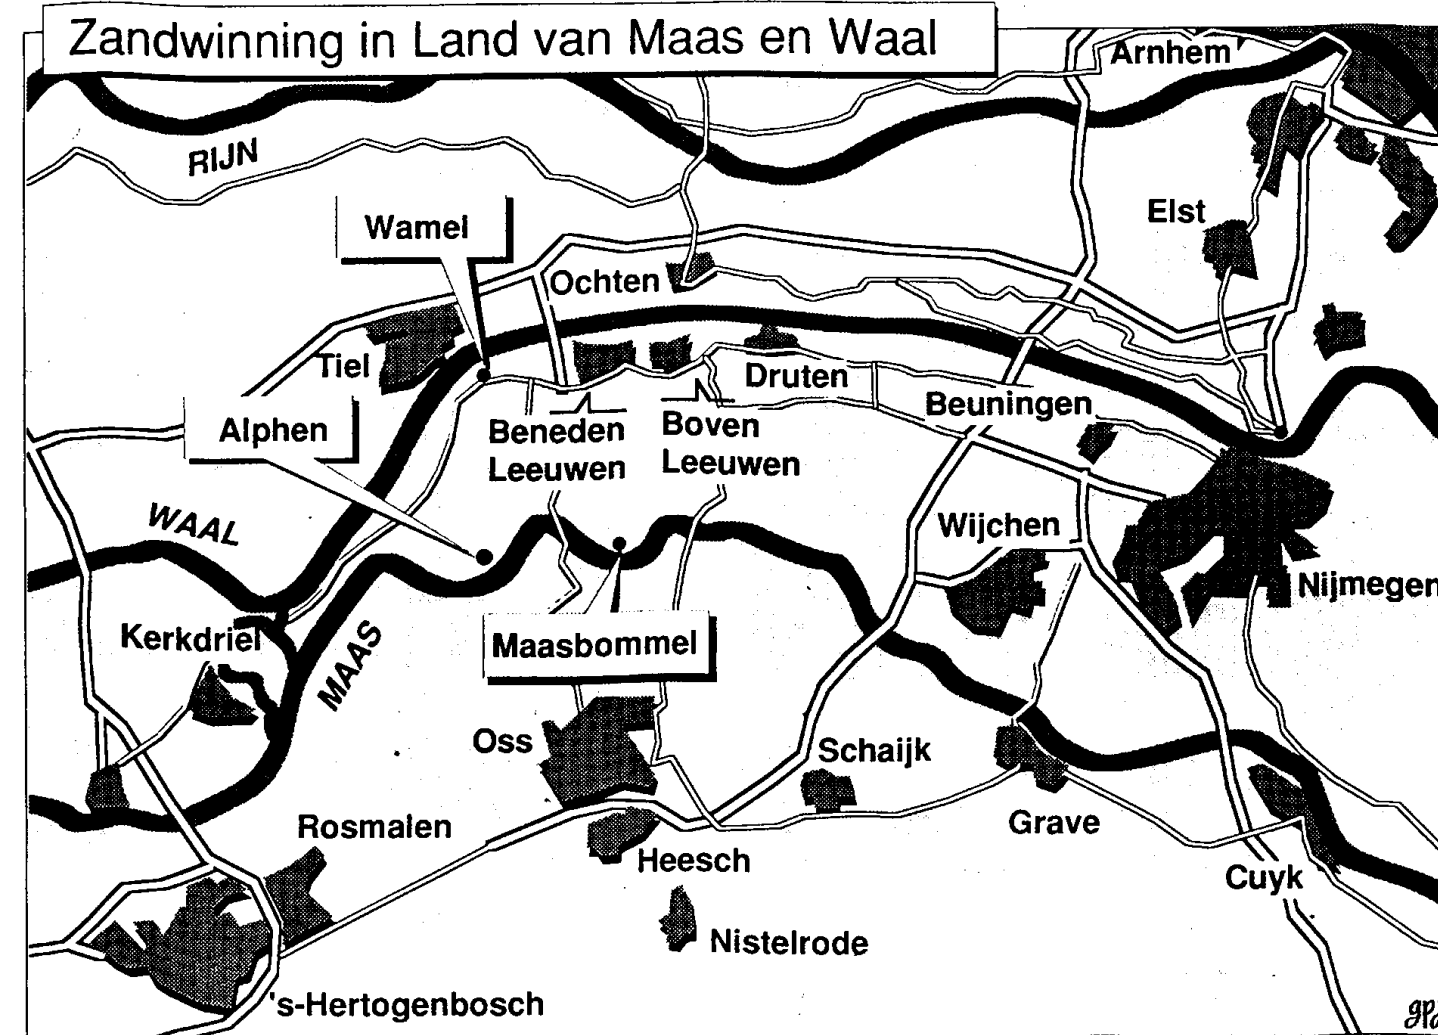 Zandwinning in Land van Maas en Waal
Arnhem
RIJN
Wamel
Elst
Ochten
Tiel
Druten
Alphen
Beneden
Leeuwen
Boven
Leeuwen
Beuningen
WAAL
Wijchen
Nijmegen
Kerkdriel
MAAS
Maasbommel
Oss
Schaijk
Rosmalen
Grave
Heesch
Cuyk
Nistelrode
's-Hertogenbosch